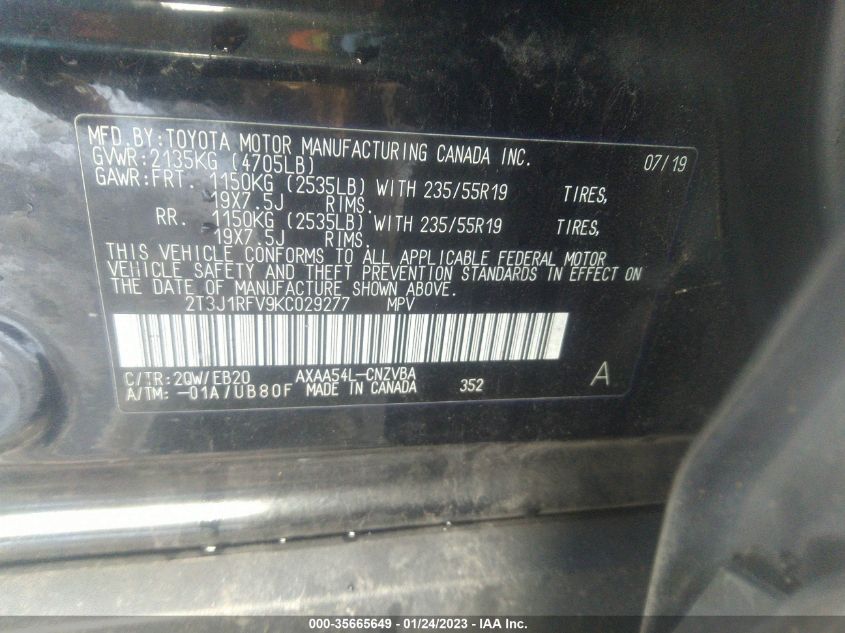 MFD.BY:TOYOTA MOTOR MANUFACTURING CANADA INC. 07/19
GVWR:2135KG (4705LB)
GAWR:FRT. 1150KG (2535LB) WITH 235/55R19 TIRES,
19X7.5J RIMS.
RR. 1150KG (2535LB) WITH 235/55R19 TIRES,
19X7.5J RIMS.
THIS VEHICLE CONFORMS TO ALL APPLICABLE FEDERAL MOTOR
VEHICLE SAFETY AND THEFT PREVENTION STANDARDS IN EFFECT ON
THE DATE OF MANUFACTURE SHOWN ABOVE.
2T3J1RFV9KC029277 MPV
C/TR:2QW/EB20 AXAA54L-CNZVBA A
A/TM:-01A/UB80F MADE IN CANADA 352
000-35665649 - 01/24/2023 - IAA Inc.